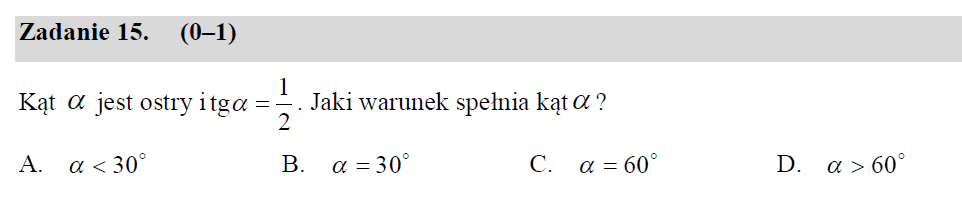 Zadanie 15. (0–1)
Kąt α jest ostry i tgα = 1/2. Jaki warunek spełnia kąt α?
A. α < 30° B. α = 30° C. α = 60° D. α > 60°